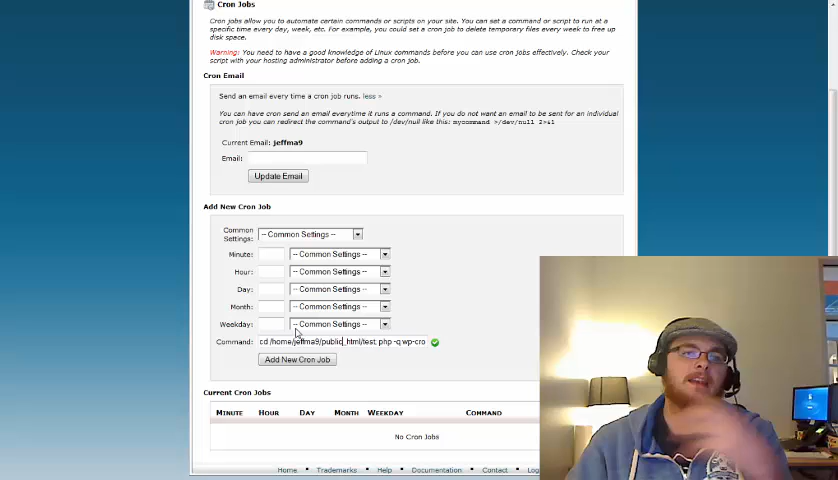 Cron Jobs
Cron jobs allow you to automate certain commands or scripts on your site. You can set a command or script to run at a
specific time every day, week, etc. For example, you could set a cron job to delete temporary files every week to free up
disk space.
Warning: You need to have a good knowledge of Linux commands before you can use cron jobs effectively. Check your
script with your hosting administrator before adding a cron job.
Cron Email
Send an email every time a cron job runs. less >
You can have cron send an email everytime it runs a command. If you do not want an email to be sent for an individual
cron job you can redirect the command's output to /dev/null like this: mycommand >/dev/null 2>&1
Current Email: jeffma9
Email:
Update Email
Add New Cron Job
Common Settings: -- Common Settings --
Minute: -- Common Settings --
Hour: -- Common Settings --
Day: -- Common Settings --
Month: -- Common Settings --
Weekday: -- Common Settings --
Command: cd /home/jeffma9/public_html/test; php -q wp-cro
Add New Cron Job
Current Cron Jobs
MINUTE HOUR DAY MONTH WEEKDAY COMMAND
No Cron Jobs
Home • Trademarks • Help • Documentation • Contact • Log